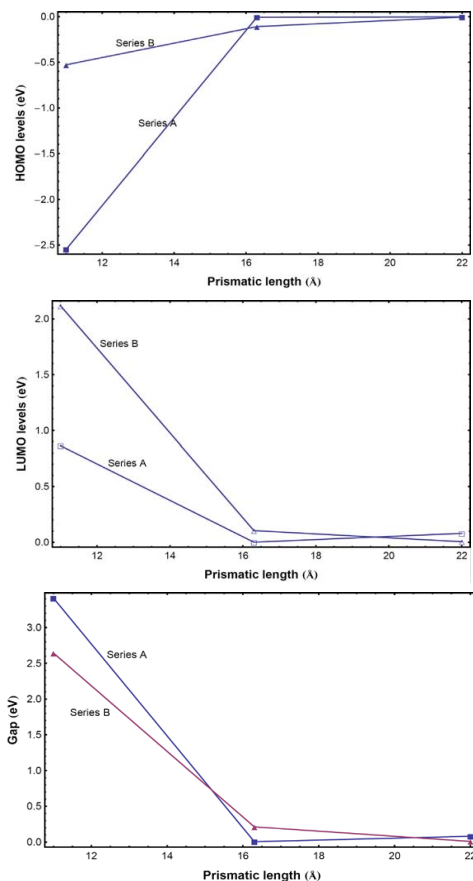 0.0
−0.5
−1.0
−1.5
−2.0
−2.5
HOMO levels (eV)
Series B
Series A
12 14 16 18 20 22
Prismatic length (Å)
2.0
1.5
1.0
0.5
0.0
LUMO levels (eV)
Series B
Series A
12 14 16 18 20 22
Prismatic length (Å)
3.0
2.5
2.0
1.5
1.0
0.5
0.0
Gap (eV)
Series A
Series B
12 14 16 18 20 22
Prismatic length (Å)